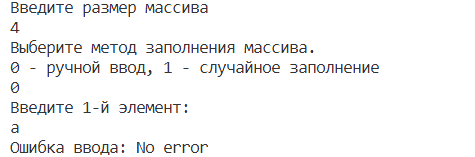 Введите размер массива
4
Выберите метод заполнения массива.
0 - ручной ввод, 1 - случайное заполнение
0
Введите 1-й элемент:
a
Ошибка ввода: No error